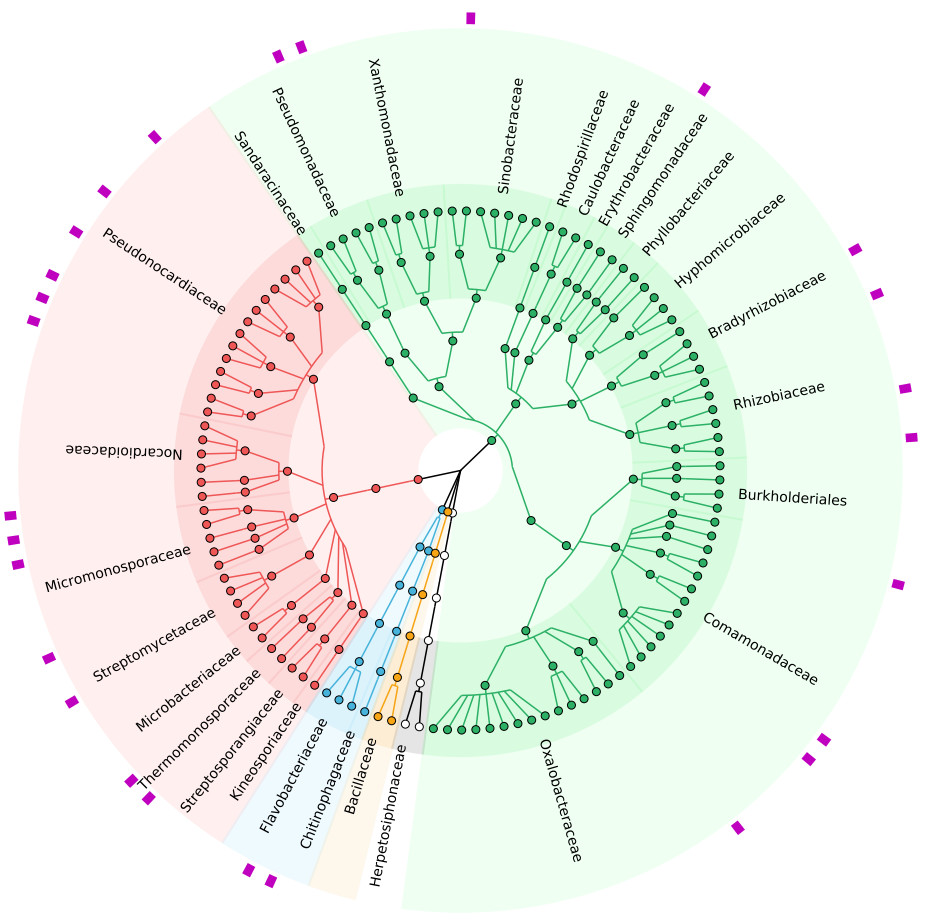 Sandaracinaceae
Pseudomonadaceae
Xanthomonadaceae
Sinobacteraceae
Rhodospirillaceae
Caulobacteraceae
Erythrobacteraceae
Sphingomonadaceae
Phyllobacteriaceae
Hyphomicrobiaceae
Bradyrhizobiaceae
Rhizobiaceae
Burkholderiales
Comamonadaceae
Oxalobacteraceae
Herpetosiphonaceae
Bacillaceae
Chitinophagaceae
Flavobacteriaceae
Kineosporiaceae
Streptosporangiaceae
Thermomonosporaceae
Microbacteriaceae
Streptomycetaceae
Micromonosporaceae
Nocardioidaceae
Pseudonocardiaceae